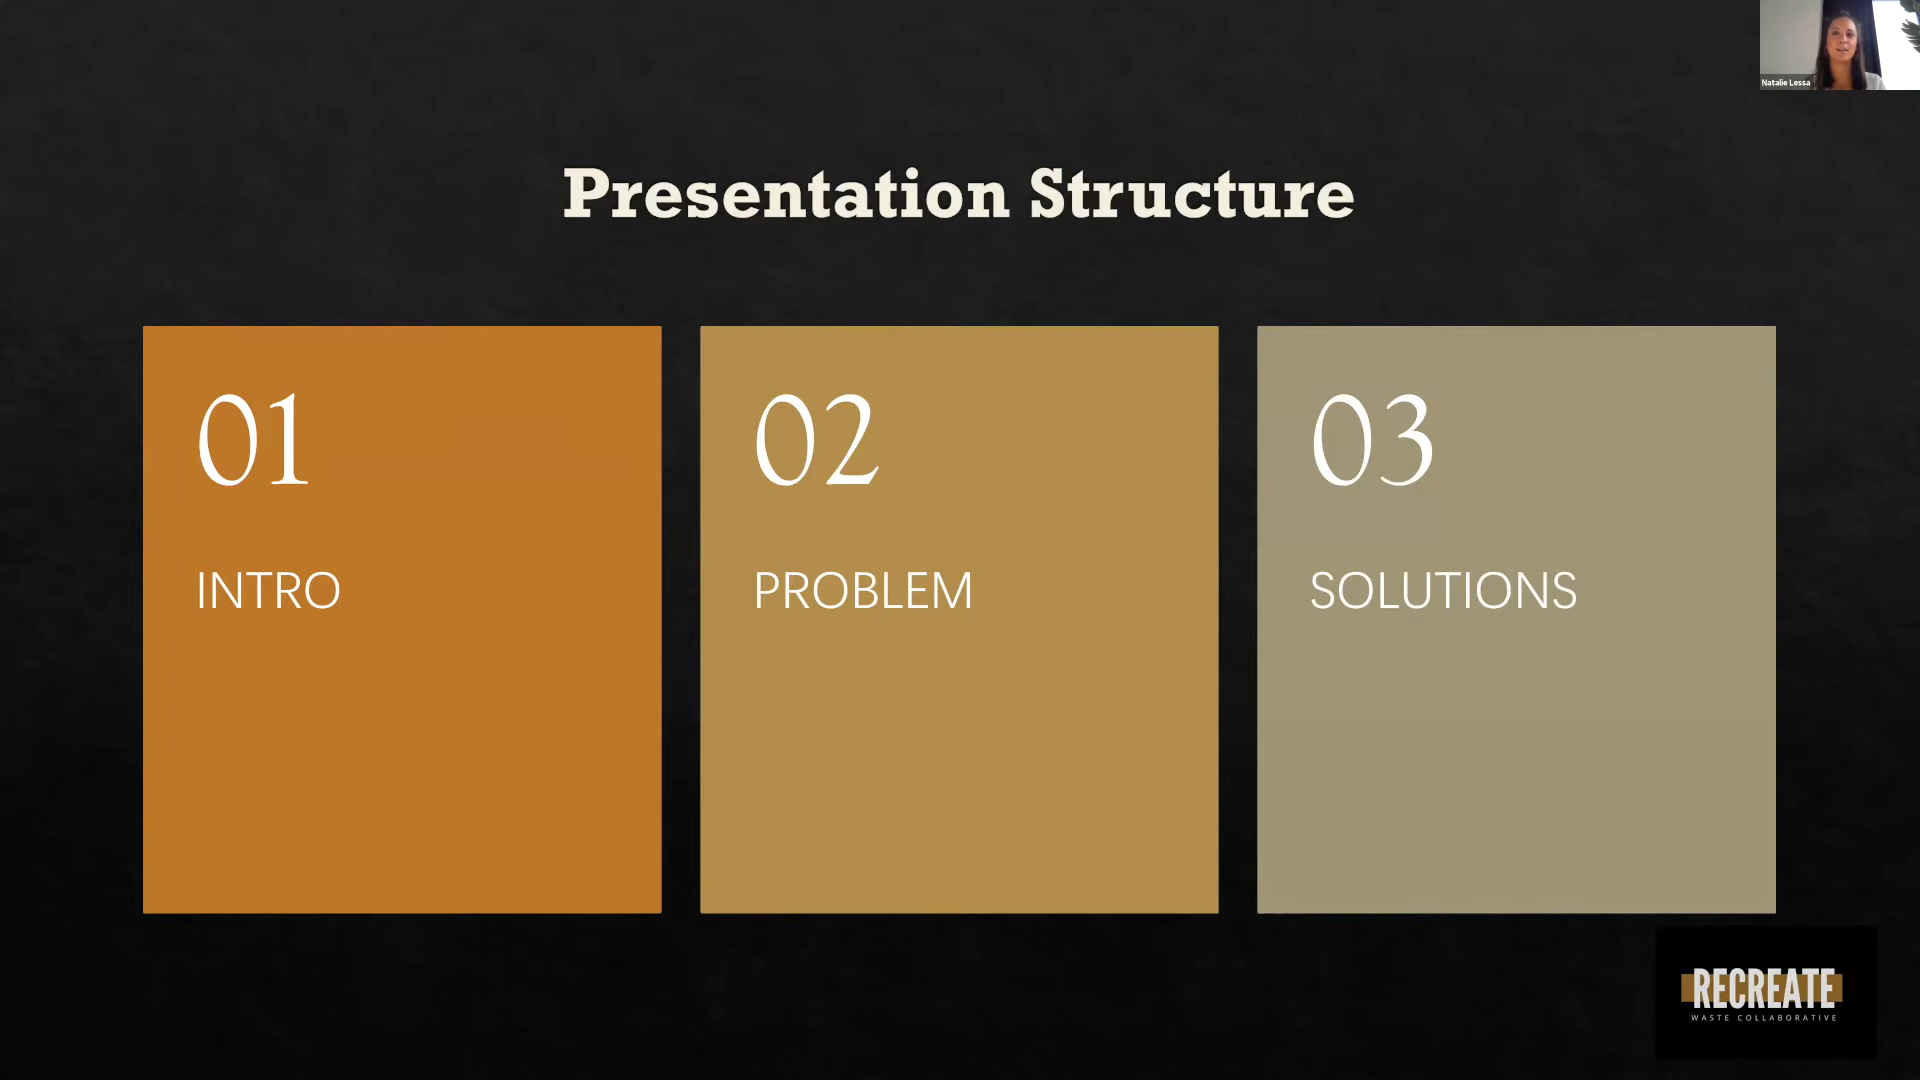 Natalie Lessa
Presentation Structure
01
INTRO
02
PROBLEM
03
SOLUTIONS
RECREATE
WASTE COLLABORATIVE